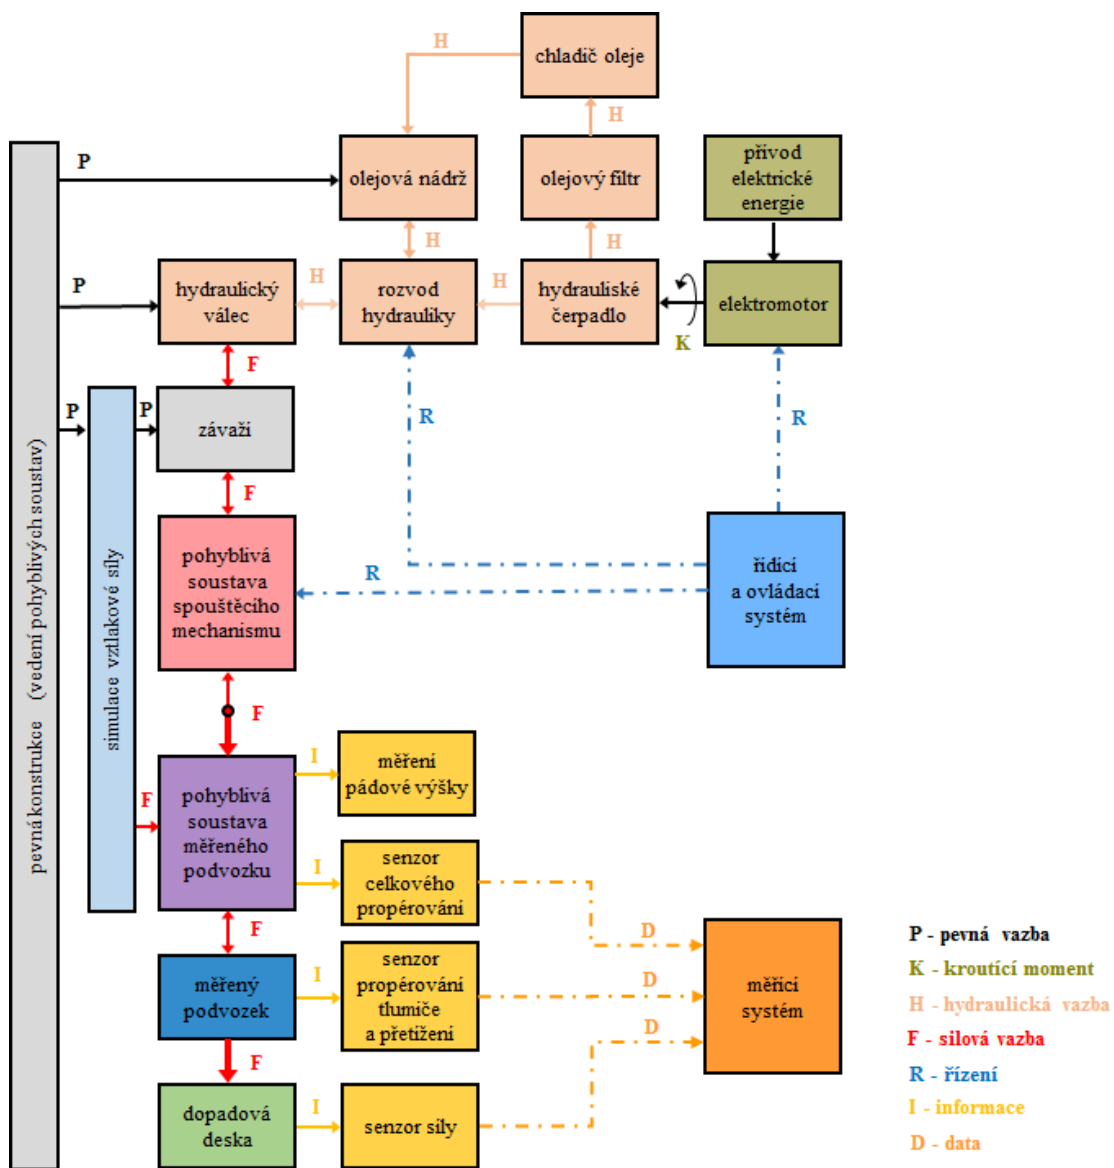 H
chladič oleje
H
P
olejová nádrž
olejový filtr
přívod
elektrické
energie
H
H
P
hydraulický
válec
H
rozvod
hydrauliky
H
hydrauliské
čerpadlo
K
elektromotor
F
P
P
závaží
R
R
F
pohyblivá
soustava
spouštěcího
mechanismu
R
řídící
a ovládací
systém
pevná konstrukce (vedení pohyblivých soustav)
simulace vztlakové síly
F
F
pohyblivá
soustava
měřeného
podvozku
I
měření
pádové výšky
I
senzor
celkového
propérování
F
měřený
podvozek
I
senzor
propérování
tlumiče
a přetížení
D
D
D
měřící
systém
F
dopadová
deska
I
senzor síly
P - pevná vazba
K - kroutící moment
H - hydraulická vazba
F - silová vazba
R - řízení
I - informace
D - data